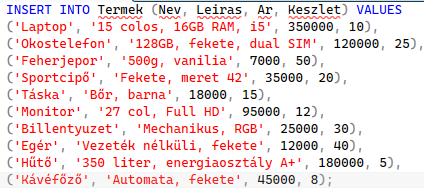 INSERT INTO Termek (Nev, Leiras, Ar, Keszlet) VALUES
('Laptop', '15 colos, 16GB RAM, i5', 350000, 10),
('Okostelefon', '128GB, fekete, dual SIM', 120000, 25),
('Feherjepor', '500g, vanilia', 7000, 50),
('Sportcipő', 'Fekete, meret 42', 35000, 20),
('Táska', 'Bőr, barna', 18000, 15),
('Monitor', '27 col, Full HD', 95000, 12),
('Billentyuzet', 'Mechanikus, RGB', 25000, 30),
('Egér', 'Vezeték nélküli, fekete', 12000, 40),
('Hűtő', '350 liter, energiaosztály A+', 180000, 5),
('Kávéfőző', 'Automata, fekete', 45000, 8);